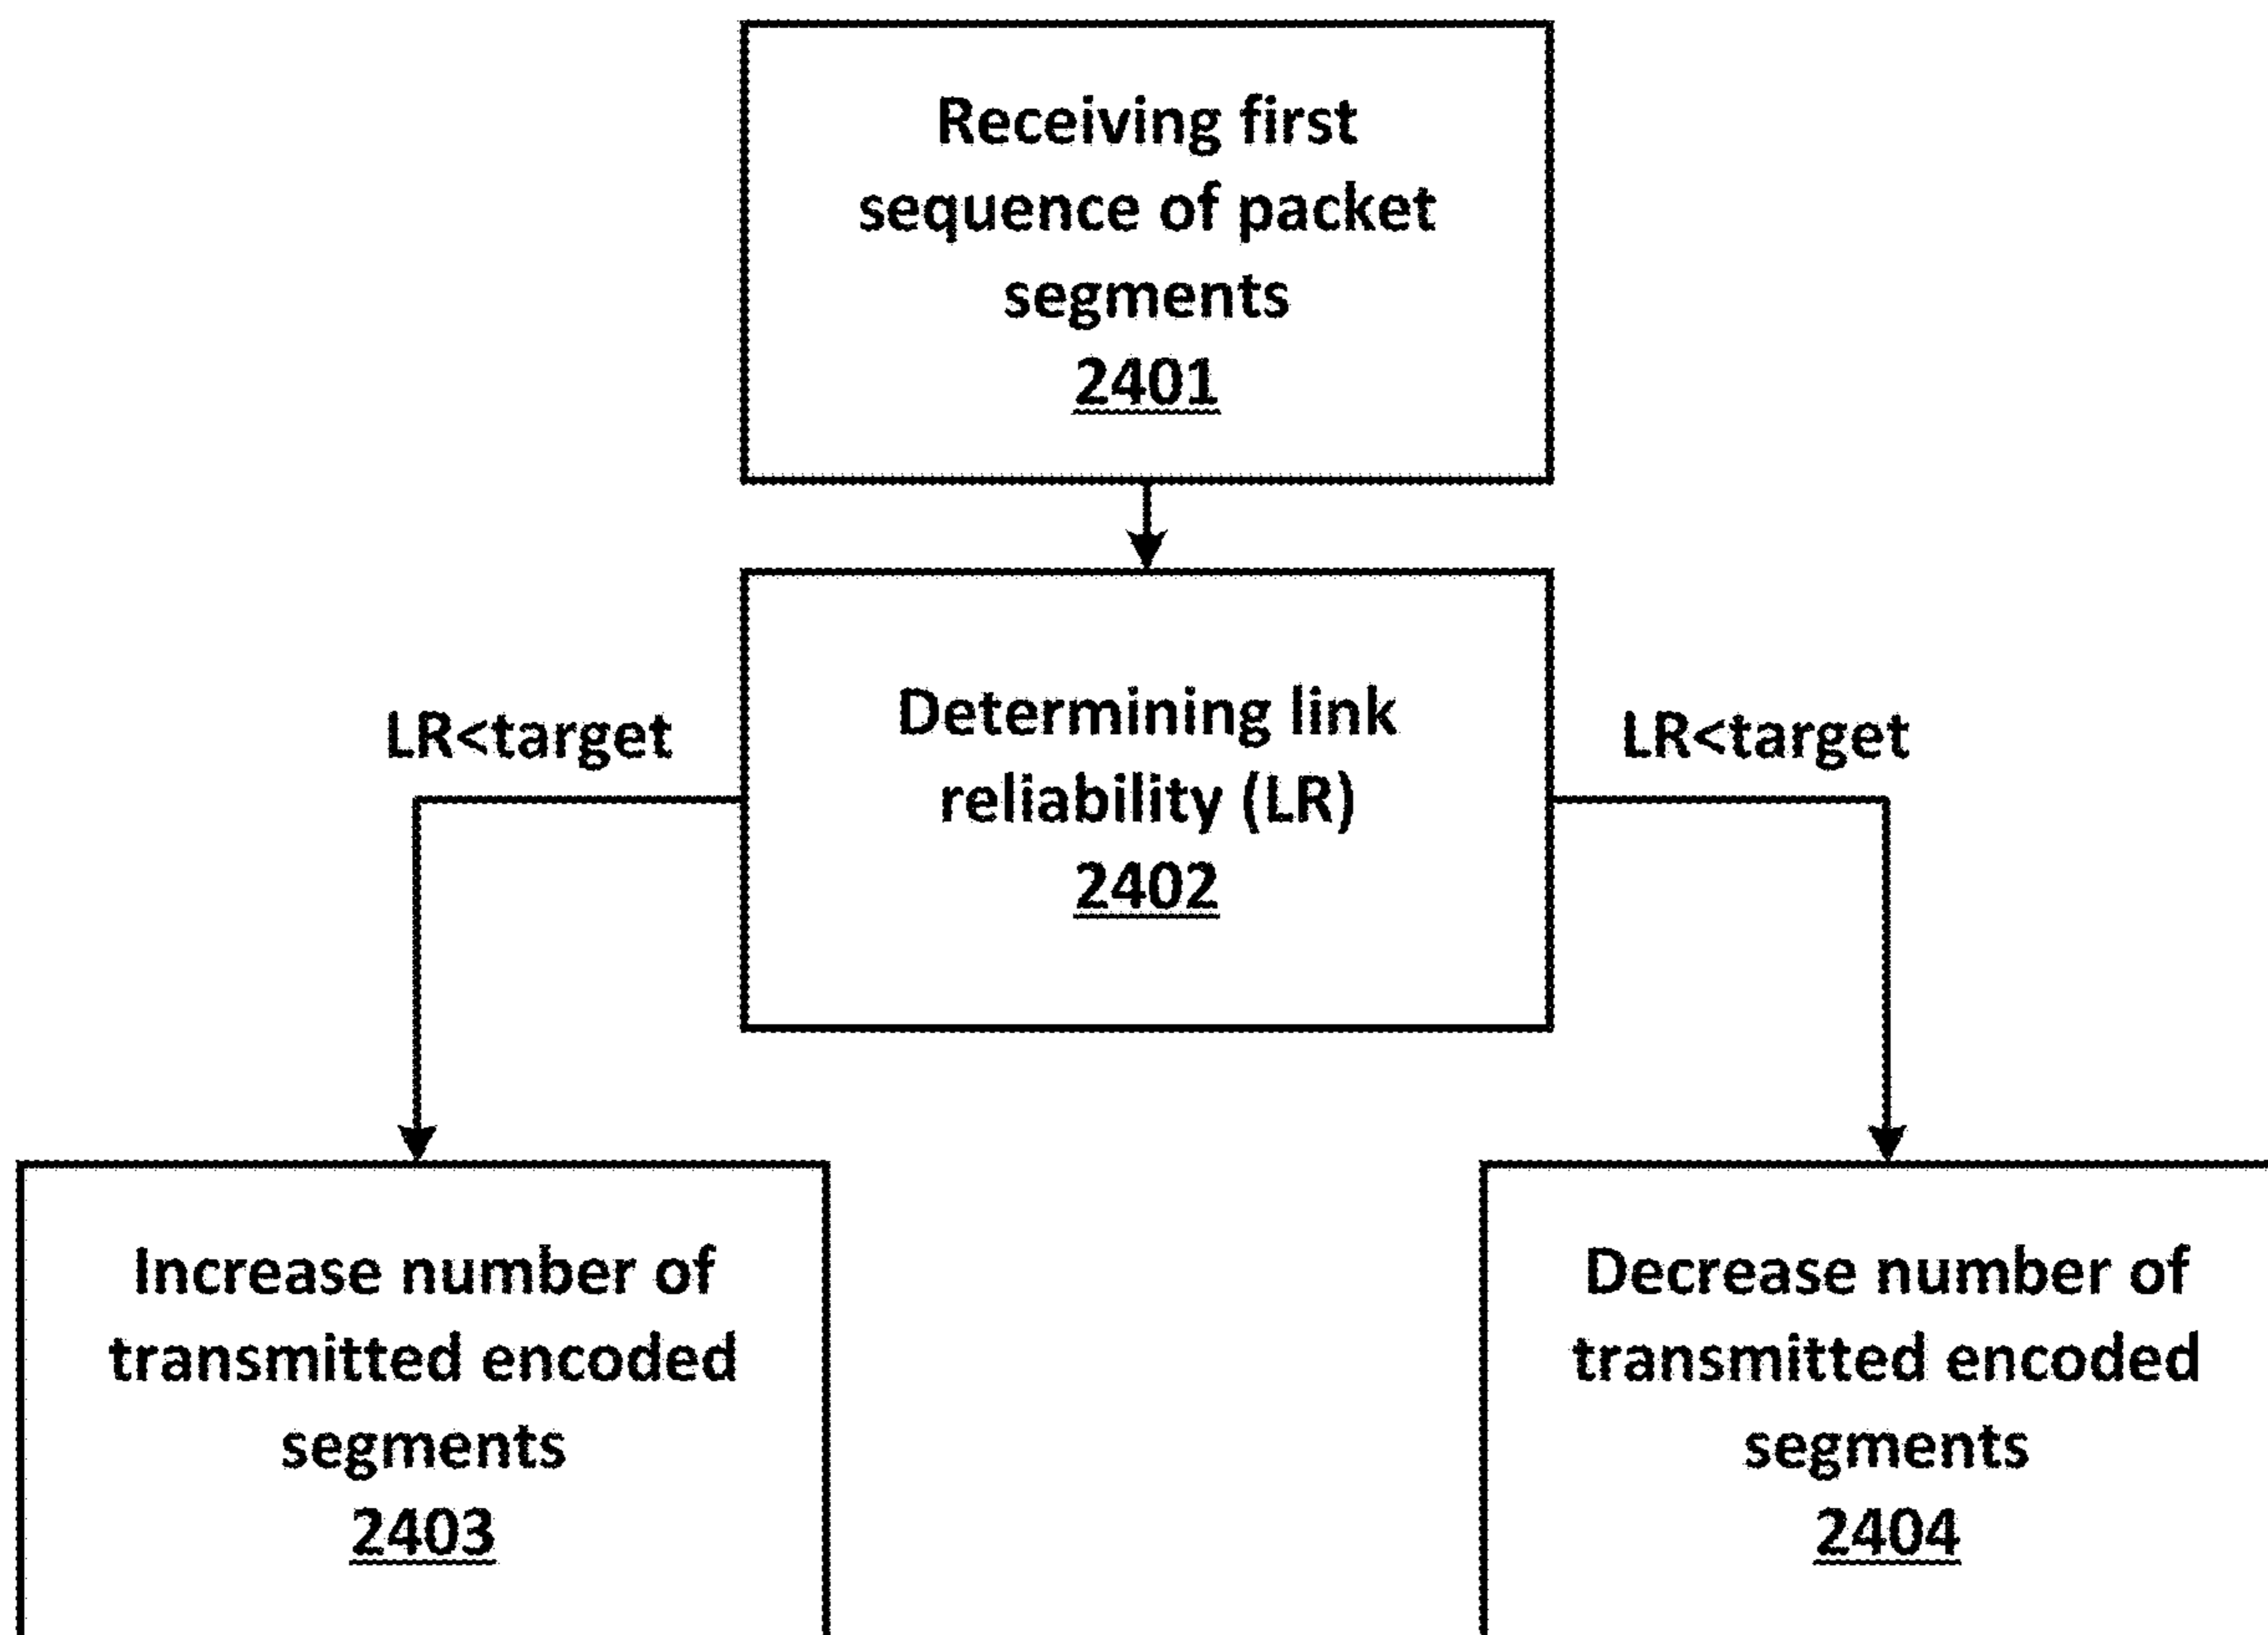 Receiving first
sequence of packet
segments
2401
Determining link
reliability (LR)
2402
LR<target
LR<target
Increase number of
transmitted encoded
segments
2403
Decrease number of
transmitted encoded
segments
2404